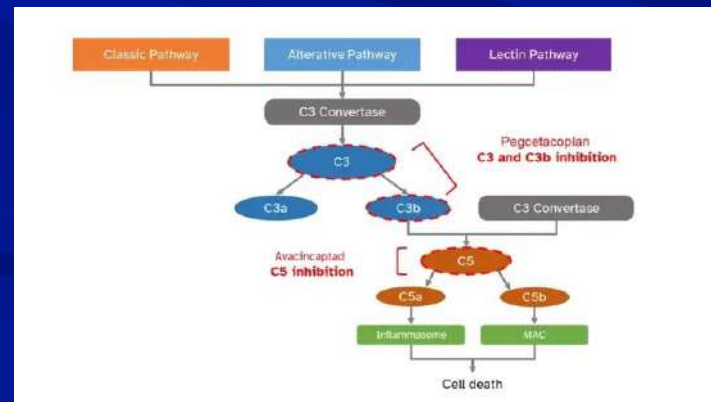 Classic Pathway
Alterative Pathway
Lectin Pathway
C3 Convertase
C3
Pegcetacoplan
C3 and C3b inhibition
C3a
C3b
C3 Convertase
Avacincaptad
C5 inhibition
C5
C5a
C5b
Inflammasome
MAC
Cell death